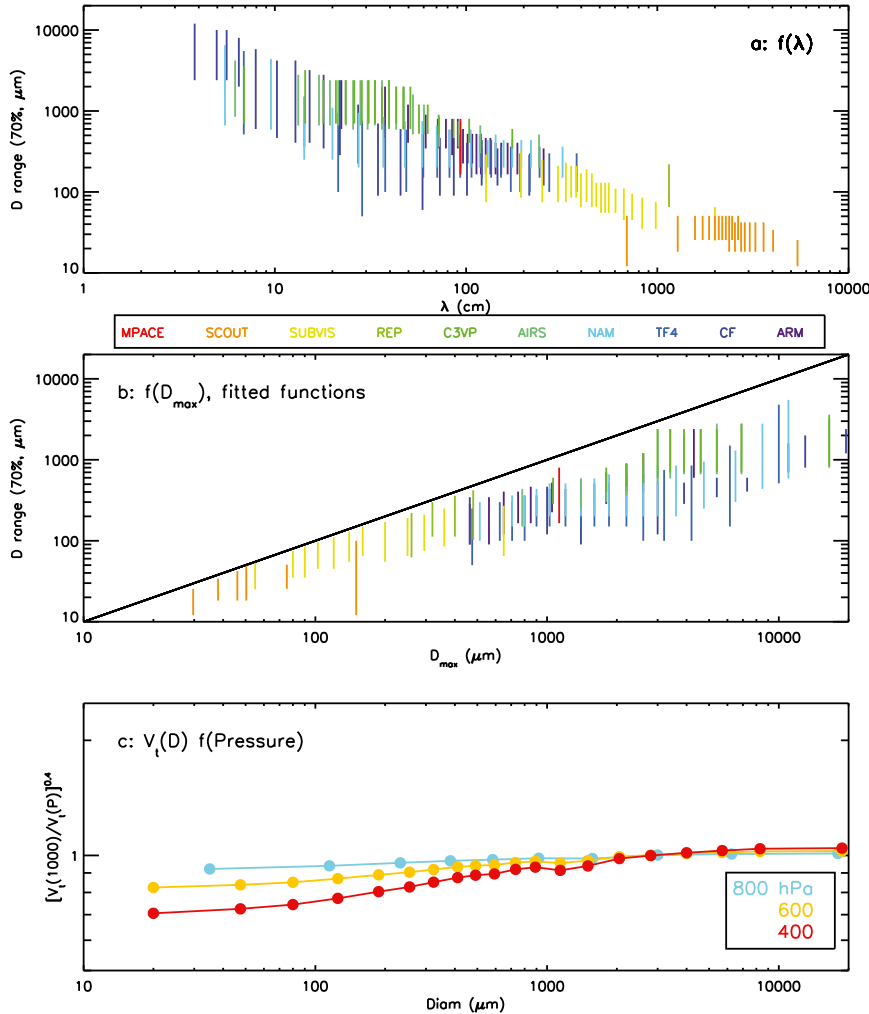 a: f(λ)
D range (70%, μm)
10000
1000
100
10
1
10
100
1000
10000
λ (cm)
MPACE SCOUT SUBVIS REP C3VP AIRS NAM TF4 CF ARM
b: f(Dmax), fitted functions
D range (70%, μm)
10000
1000
100
10
10
100
1000
10000
Dmax (μm)
c: Vt(D) f(Pressure)
[Vt(1000)/Vt(P)]^0.4
1
800 hPa
600
400
10
100
1000
10000
Diam (μm)